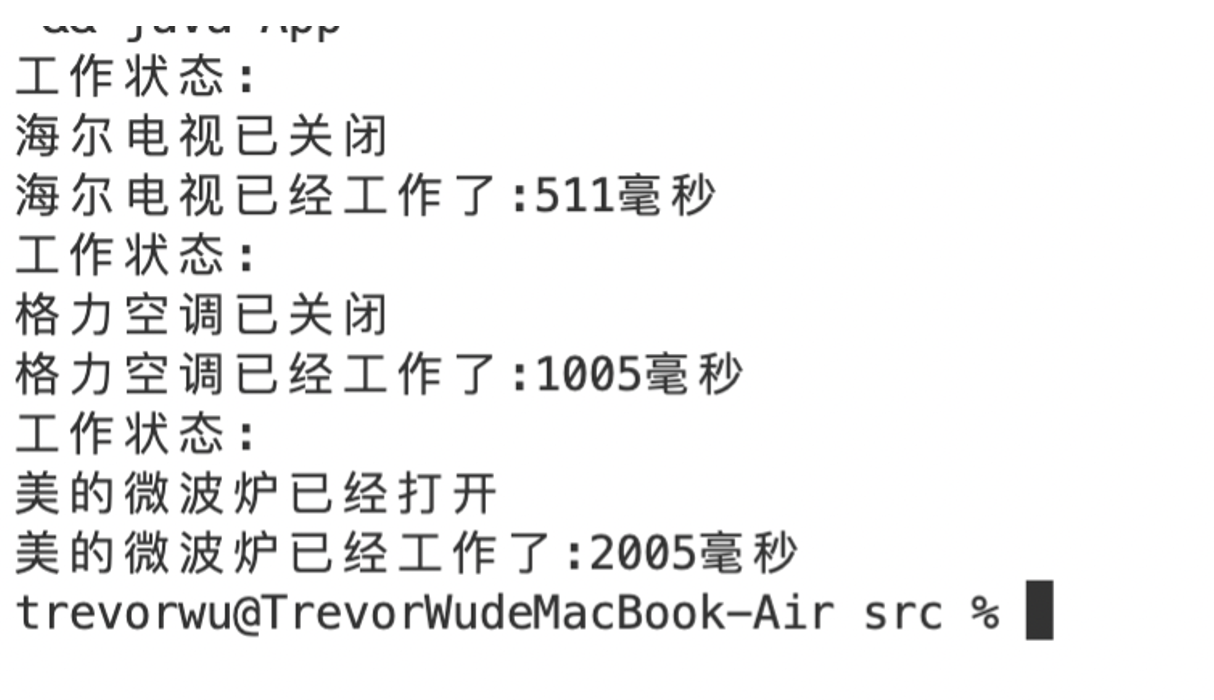 && java App
工作状态:
海尔电视已关闭
海尔电视已经工作了:511毫秒
工作状态:
格力空调已关闭
格力空调已经工作了:1005毫秒
工作状态:
美的微波炉已经打开
美的微波炉已经工作了:2005毫秒
trevorwu@TrevorWudeMacBook-Air src %